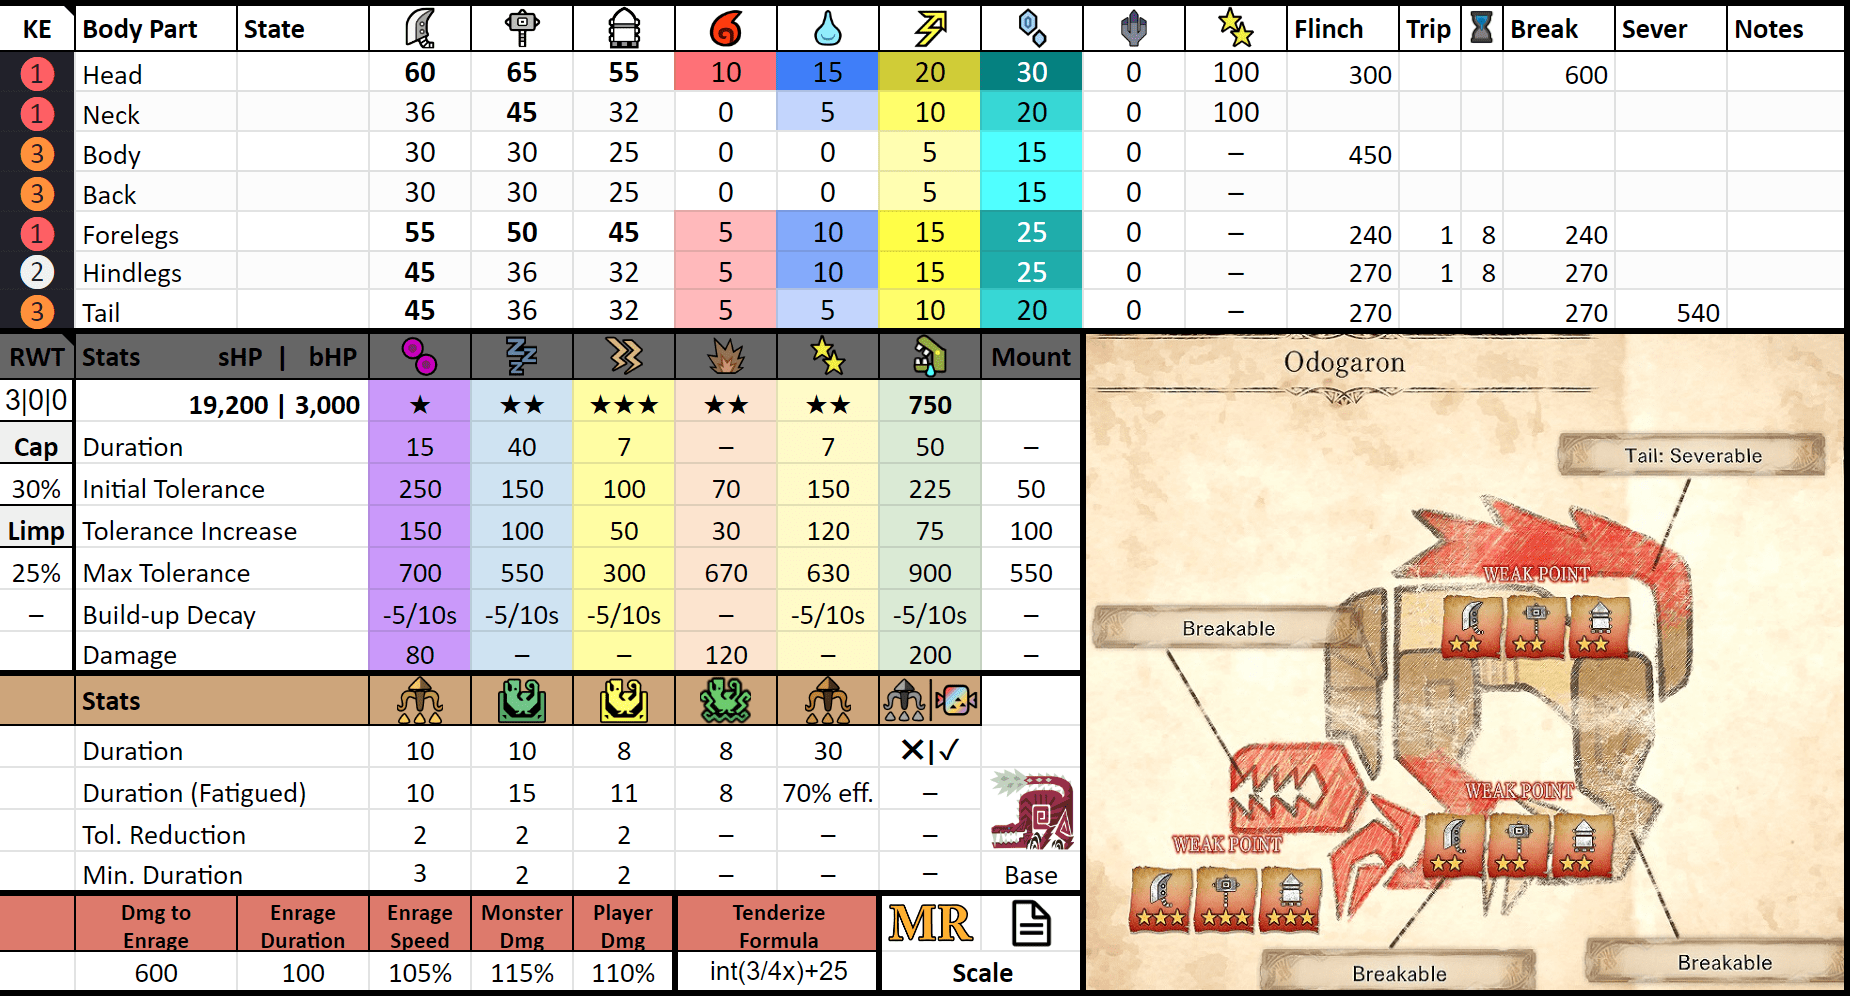 KE Body Part State Flinch Trip Break Sever Notes
1 Head 60 65 55 10 15 20 30 0 100 300 600
1 Neck 36 45 32 0 5 10 20 0 100
3 Body 30 30 25 0 0 5 15 0 – 450
3 Back 30 30 25 0 0 5 15 0 –
1 Forelegs 55 50 45 5 10 15 25 0 – 240 1 8 240
2 Hindlegs 45 36 32 5 10 15 25 0 – 270 1 8 270
3 Tail 45 36 32 5 5 10 20 0 – 270 270 540
RWT Stats sHP | bHP Mount
3|0|0 19,200 | 3,000 ★ ★★ ★★★ ★★ ★★ 750
Cap Duration 15 40 7 – 7 50 –
30% Initial Tolerance 250 150 100 70 150 225 50
Limp Tolerance Increase 150 100 50 30 120 75 100
25% Max Tolerance 700 550 300 670 630 900 550
– Build-up Decay -5/10s -5/10s -5/10s – -5/10s -5/10s –
Damage 80 – – 120 – 200 –
Stats |
Duration 10 10 8 8 30 ✕|✓
Duration (Fatigued) 10 15 11 8 70% eff. –
Tol. Reduction 2 2 2 – – –
Min. Duration 3 2 2 – – – Base
Dmg to Enrage Enrage Duration Enrage Speed Monster Dmg Player Dmg Tenderize Formula MR
600 100 105% 115% 110% int(3/4x)+25 Scale
Odogaron
Tail: Severable
WEAK POINT
★★ ★★ ★★
Breakable
WEAK POINT
★★ ★★ ★★
WEAK POINT
★★★ ★★★ ★★★
Breakable
Breakable